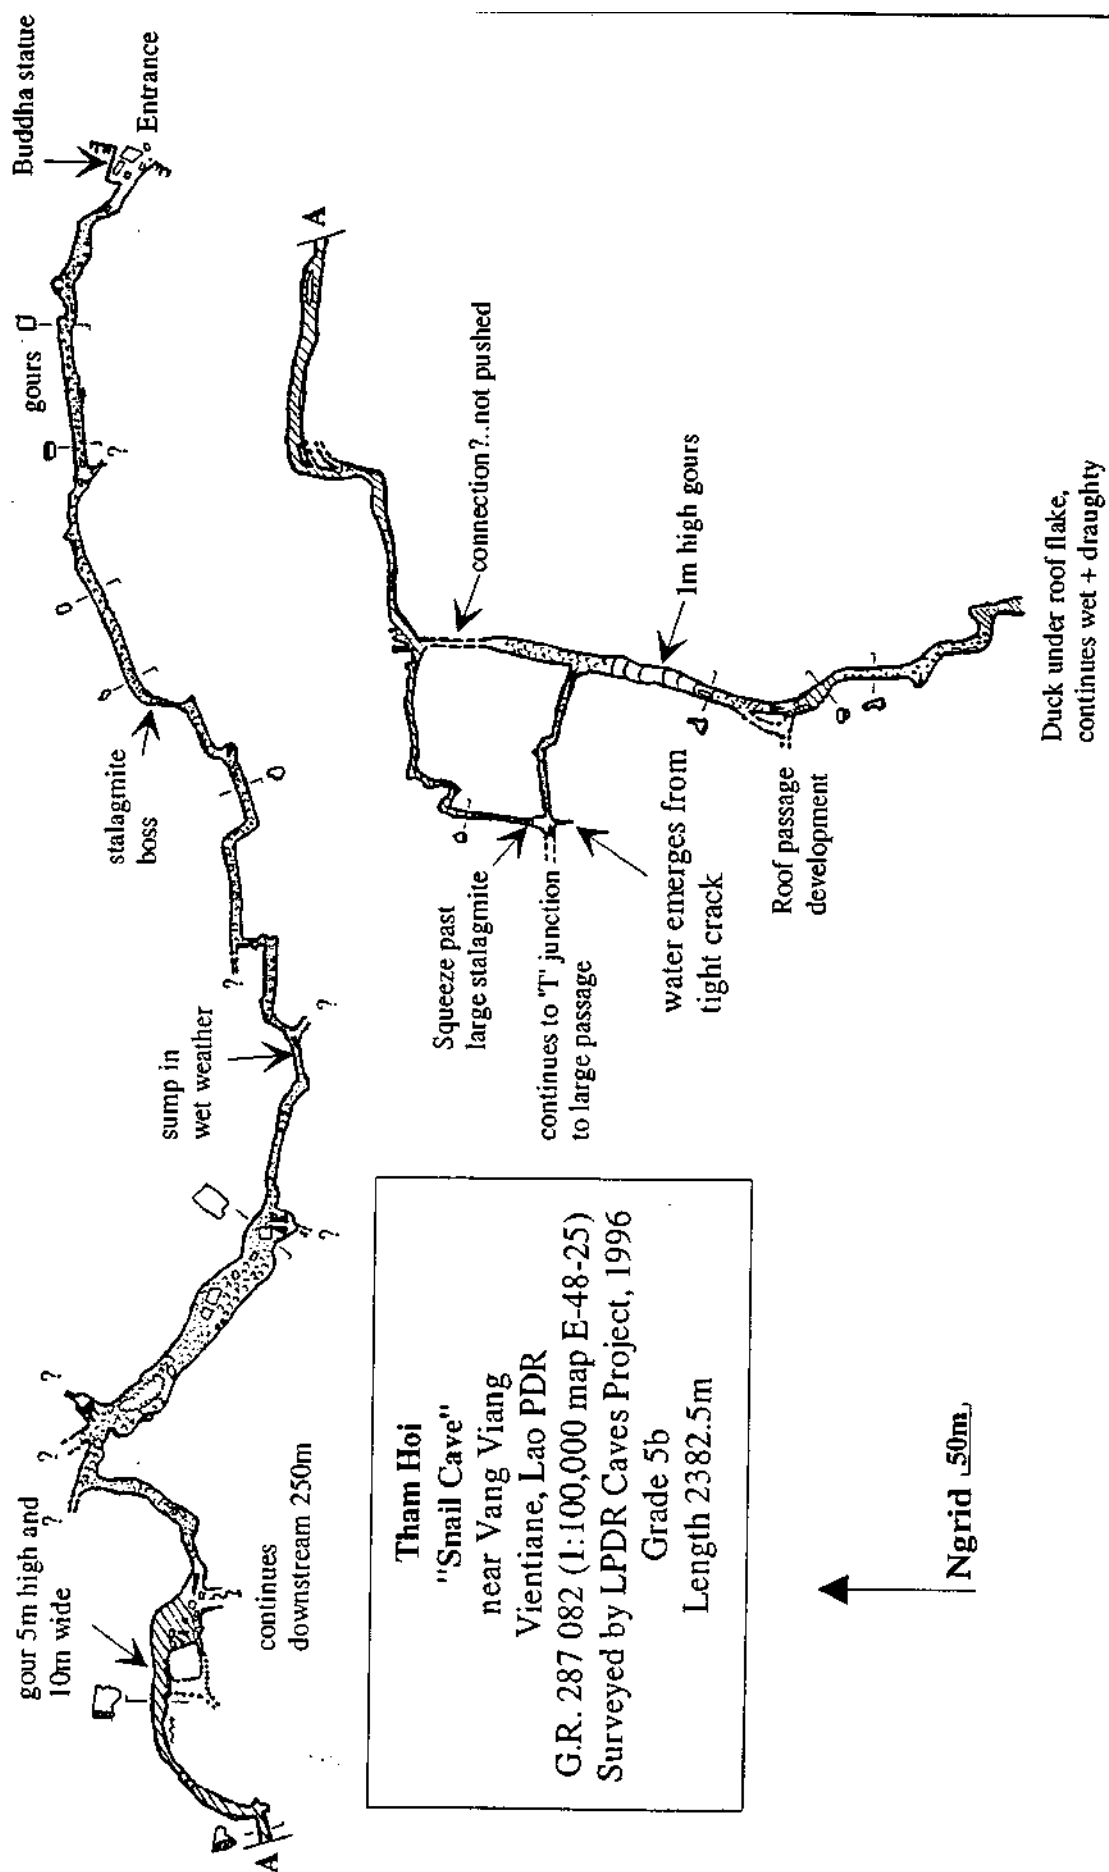 Buddha statue
Entrance
gours
?
stalagmite
boss
?
?
sump in
wet weather
?
?
?
?
gour 5m high and
10m wide
continues
downstream 250m
A
A
connection?..not pushed
1m high gours
Squeeze past
large stalagmite
continues to "T" junction
to large passage
water emerges from
tight crack
Roof passage
development
Duck under roof flake,
continues wet + draughty
Tham Hoi
"Snail Cave"
near Vang Viang
Vientiane, Lao PDR
G.R. 287 082 (1:100,000 map E-48-25)
Surveyed by LPDR Caves Project, 1996
Grade 5b
Length 2382.5m
Ngrid 50m